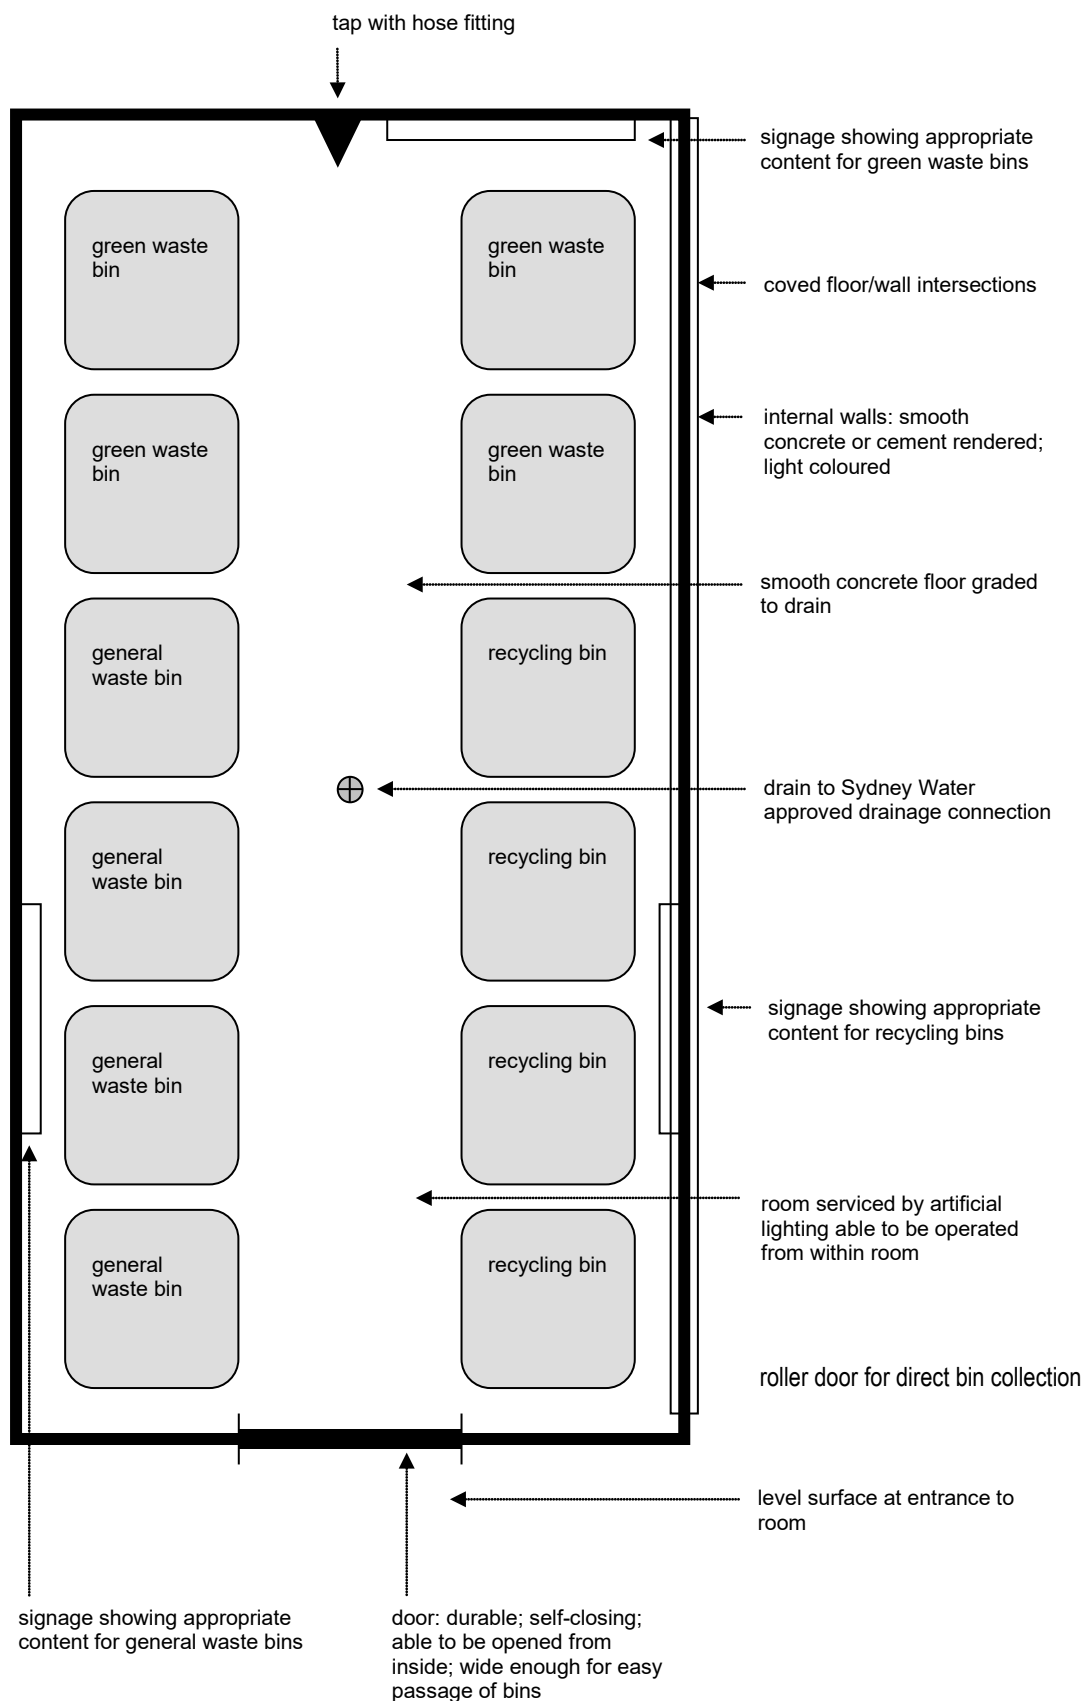 tap with hose fitting
signage showing appropriate
content for green waste bins
green waste
bin
green waste
bin
coved floor/wall intersections
green waste
bin
green waste
bin
internal walls: smooth
concrete or cement rendered;
light coloured
smooth concrete floor graded
to drain
general
waste bin
recycling bin
drain to Sydney Water
approved drainage connection
general
waste bin
recycling bin
signage showing appropriate
content for recycling bins
general
waste bin
recycling bin
room serviced by artificial
lighting able to be operated
from within room
general
waste bin
recycling bin
roller door for direct bin collection
level surface at entrance to
room
signage showing appropriate
content for general waste bins
door: durable; self-closing;
able to be opened from
inside; wide enough for easy
passage of bins